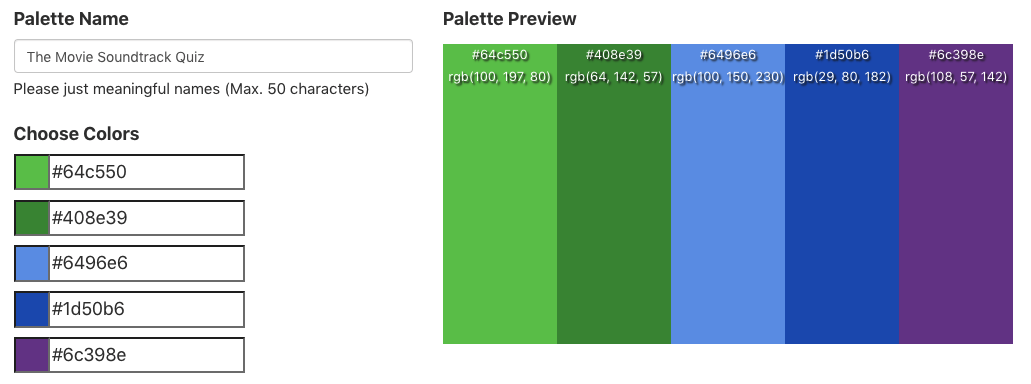 Palette Name
The Movie Soundtrack Quiz
Please just meaningful names (Max. 50 characters)
Choose Colors
#64c550
#408e39
#6496e6
#1d50b6
#6c398e
Palette Preview
#64c550
rgb(100, 197, 80)
#408e39
rgb(64, 142, 57)
#6496e6
rgb(100, 150, 230)
#1d50b6
rgb(29, 80, 182)
#6c398e
rgb(108, 57, 142)